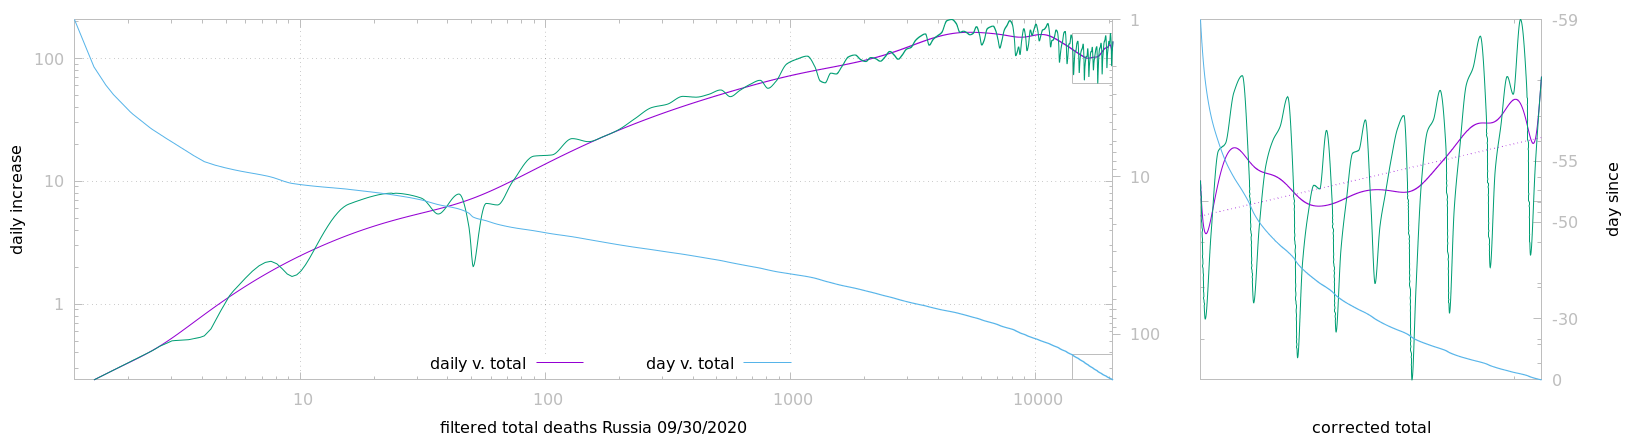 daily increase
100
10
1
10
100
1000
10000
1
10
100
daily v. total
day v. total
filtered total deaths Russia 09/30/2020
-59
-55
-50
-30
0
day since
corrected total